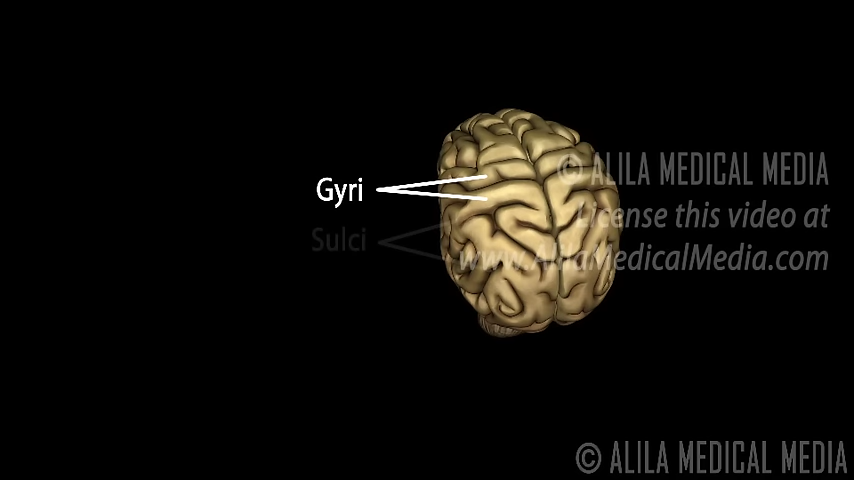 Gyri
Sulci
© ALILA MEDICAL MEDIA
License this video at
www.AlilaMedicalMedia.com
© ALILA MEDICAL MEDIA